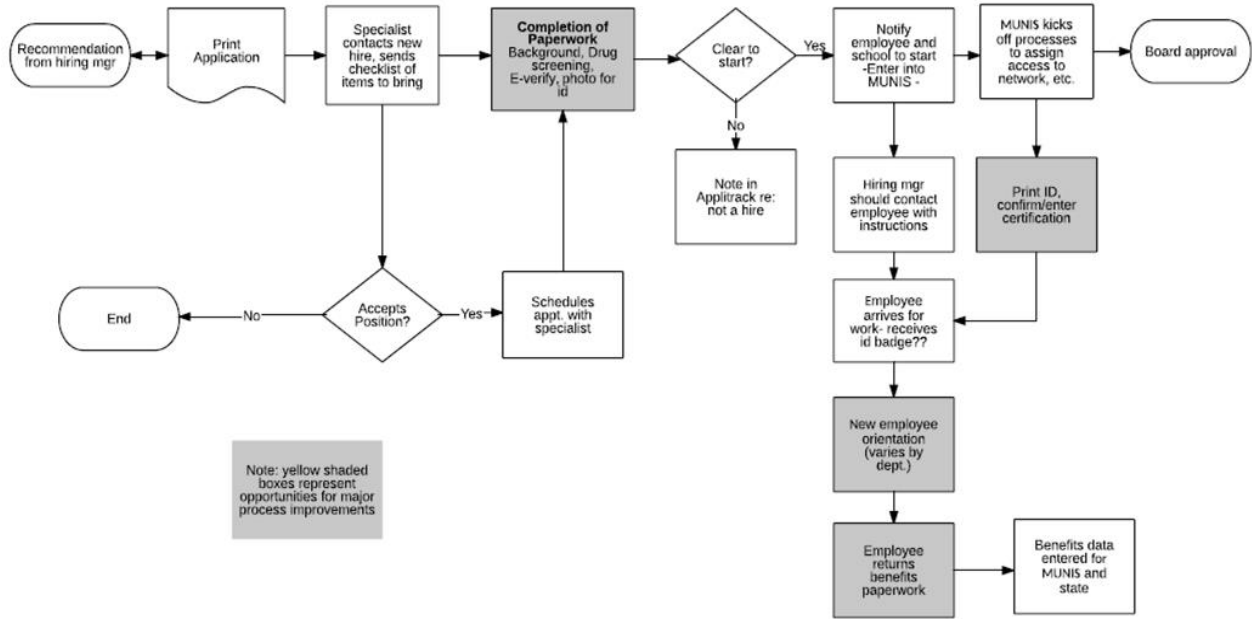 Recommendation
from hiring mgr
Print
Application
Specialist
contacts new
hire, sends
checklist of
items to bring
Completion of
Paperwork
Background, Drug
screening,
E-verify, photo for
id
Clear to
start?
Yes
Notify
employee and
school to start
-Enter into
MUNIS -
MUNIS kicks
off processes
to assign
access to
network, etc.
Board approval
No
Note in
Applitrack re:
not a hire
Hiring mgr
should contact
employee with
instructions
Print ID,
confirm/enter
certification
End
No
Accepts
Position?
Yes
Schedules
appt. with
specialist
Employee
arrives for
work- receives
id badge??
New employee
orientation
(varies by
dept.)
Note: yellow shaded
boxes represent
opportunities for major
process improvements
Employee
returns
benefits
paperwork
Benefits data
entered for
MUNIS and
state